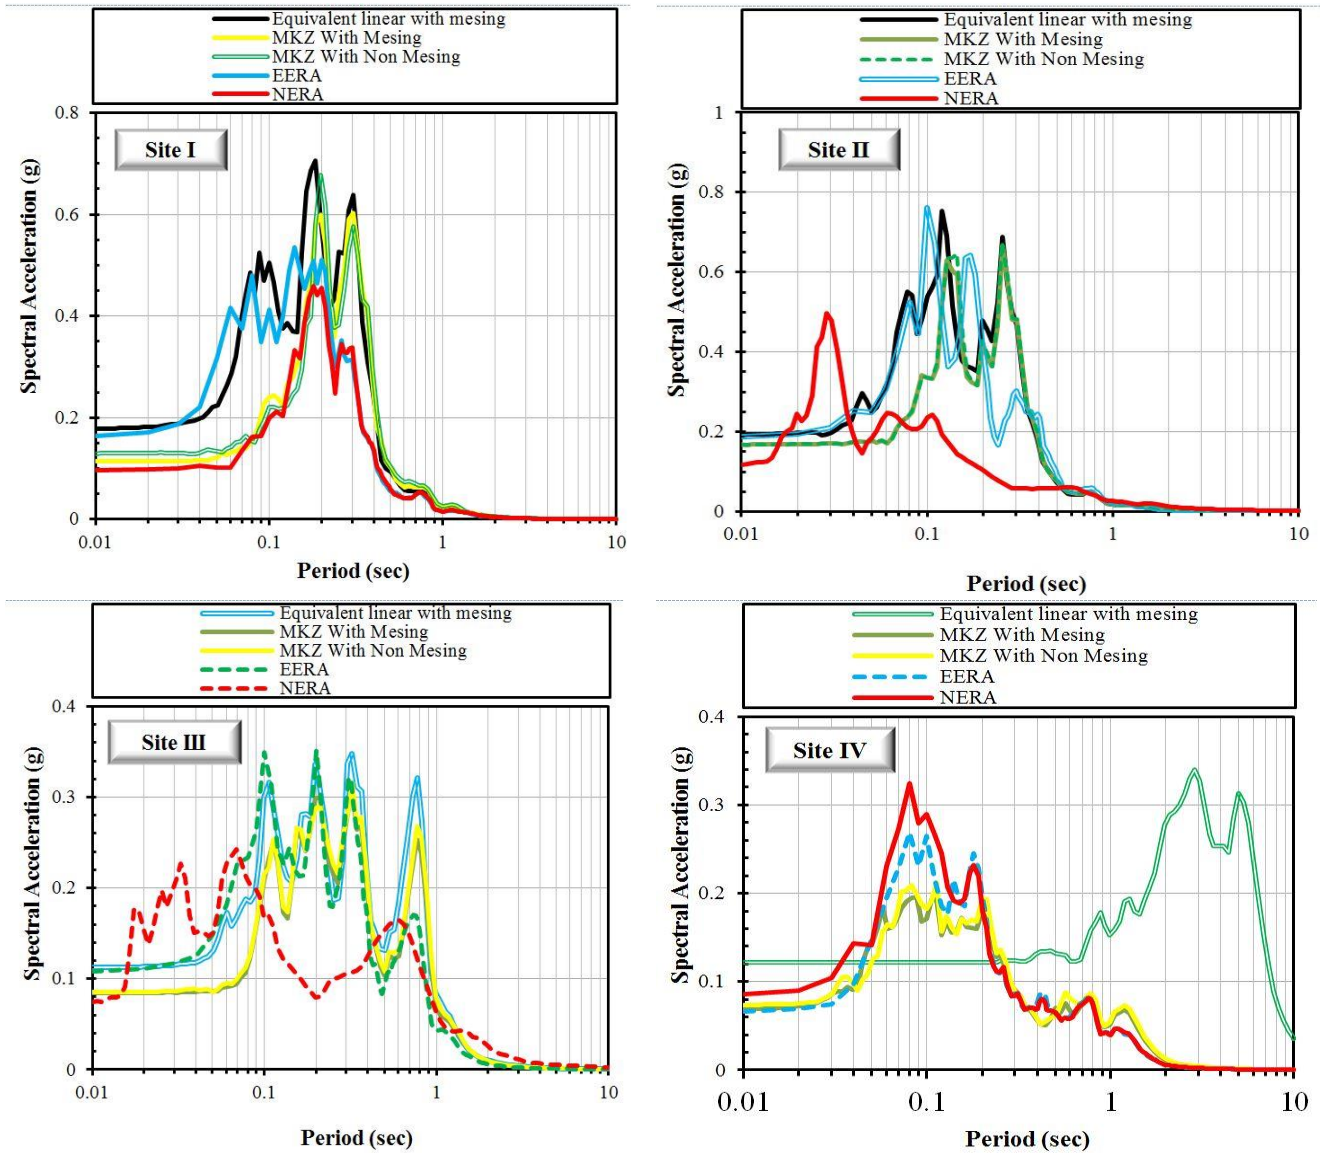 Equivalent linear with mesing
MKZ With Mesing
MKZ With Non Mesing
EERA
NERA
Site I
Spectral Acceleration (g)
0.8
0.6
0.4
0.2
0
0.01 0.1 1 10
Period (sec)
Equivalent linear with mesing
MKZ With Mesing
MKZ With Non Mesing
EERA
NERA
Site II
Spectral Acceleration (g)
1
0.8
0.6
0.4
0.2
0
0.01 0.1 1 10
Period (sec)
Equivalent linear with mesing
MKZ With Mesing
MKZ With Non Mesing
EERA
NERA
Site III
Spectral Acceleration (g)
0.4
0.3
0.2
0.1
0
0.01 0.1 1 10
Period (sec)
Equivalent linear with mesing
MKZ With Mesing
MKZ With Non Mesing
EERA
NERA
Site IV
Spectral Acceleration (g)
0.4
0.3
0.2
0.1
0
0.01 0.1 1 10
Period (sec)